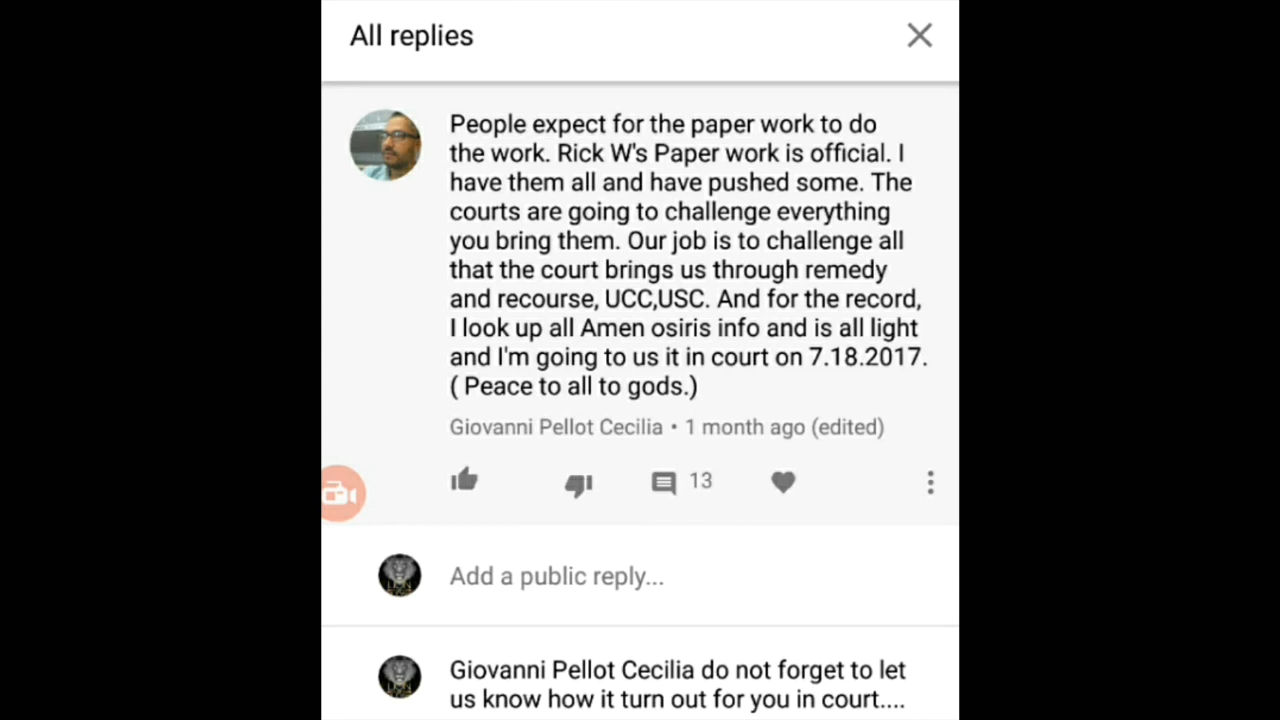 All replies
People expect for the paper work to do
the work. Rick W's Paper work is official. I
have them all and have pushed some. The
courts are going to challenge everything
you bring them. Our job is to challenge all
that the court brings us through remedy
and recourse, UCC,USC. And for the record,
I look up all Amen osiris info and is all light
and I'm going to us it in court on 7.18.2017.
( Peace to all to gods.)
Giovanni Pellot Cecilia • 1 month ago (edited)
13
Add a public reply...
Giovanni Pellot Cecilia do not forget to let
us know how it turn out for you in court....